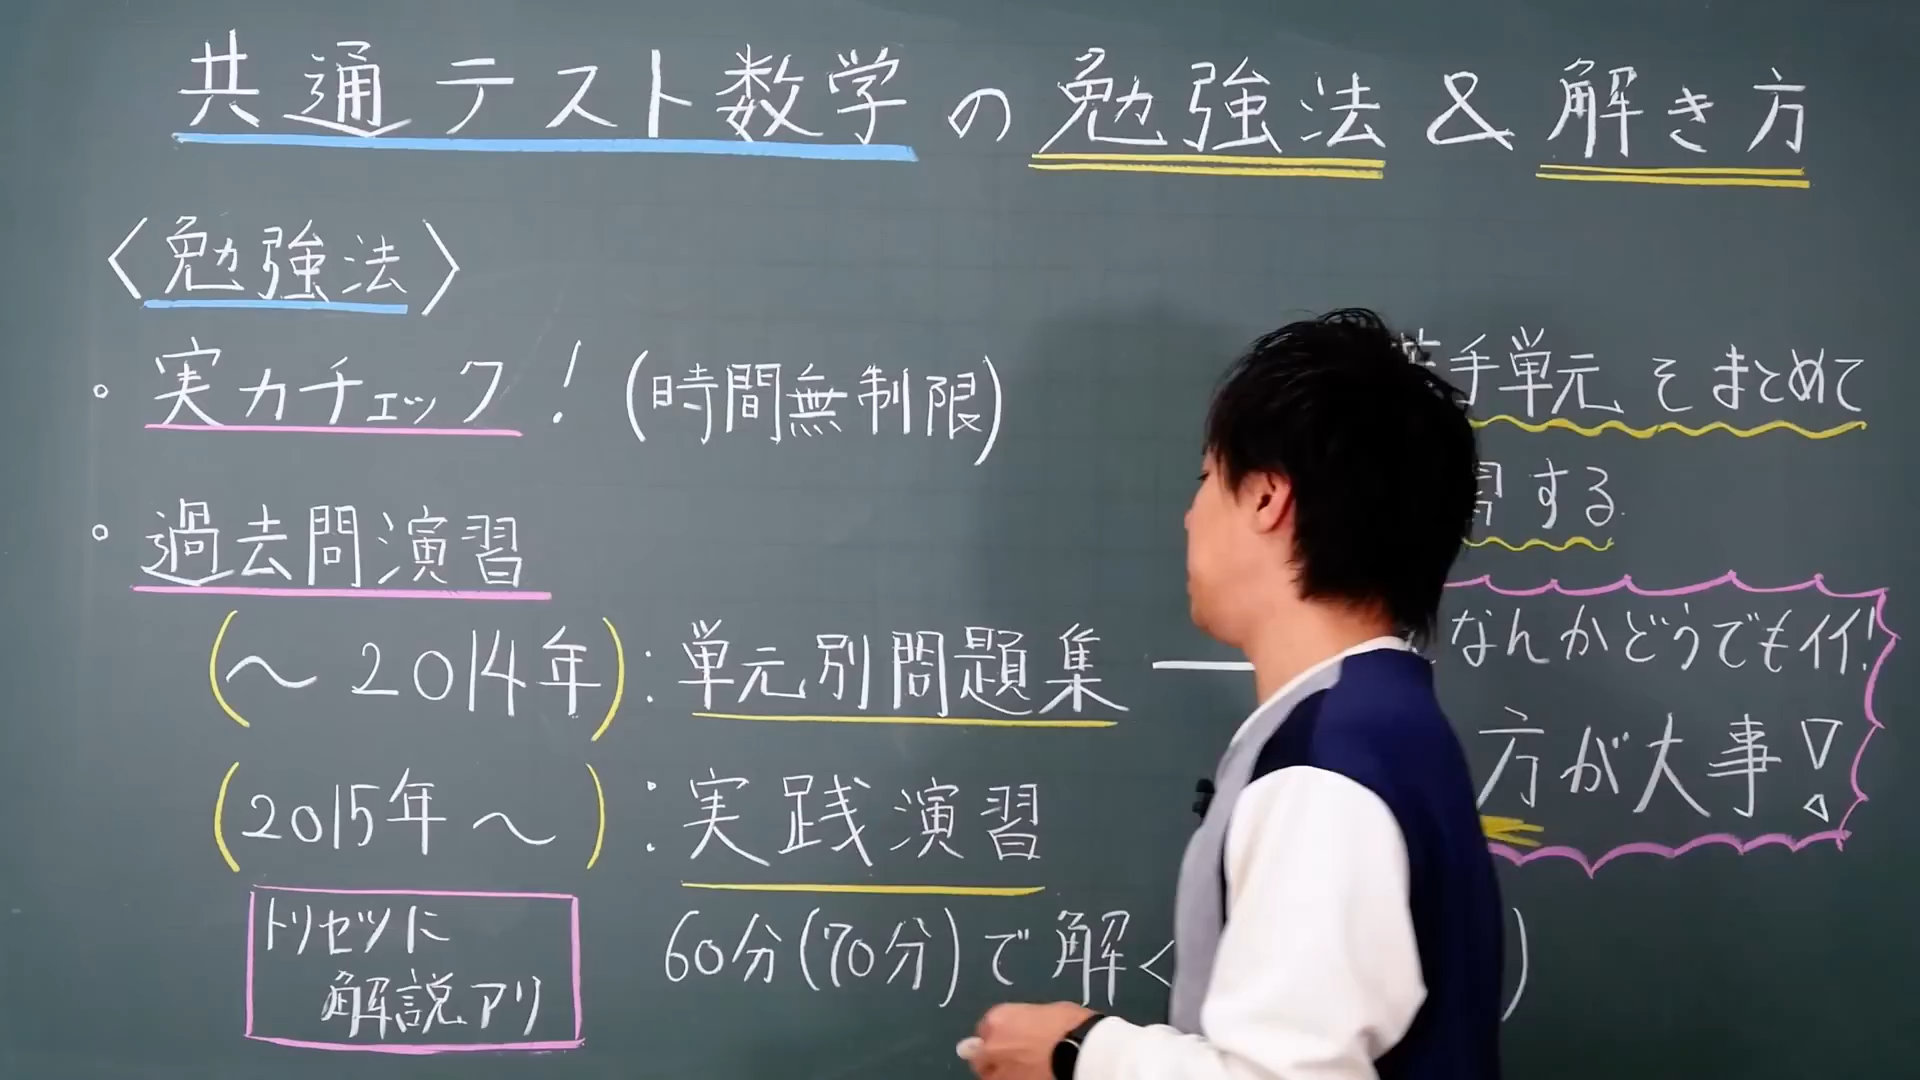 共通テスト数学の勉強法&解き方
〈勉強法〉
・実力チェック!(時間無制限)
手単元をまとめて
習する
・過去問演習
(〜2014年):単元別問題集 ー
なんかどうでもイイ!
方が大事!
(2015年〜):実践演習
60分(70分)で解く )
トリセツに
解説アリ